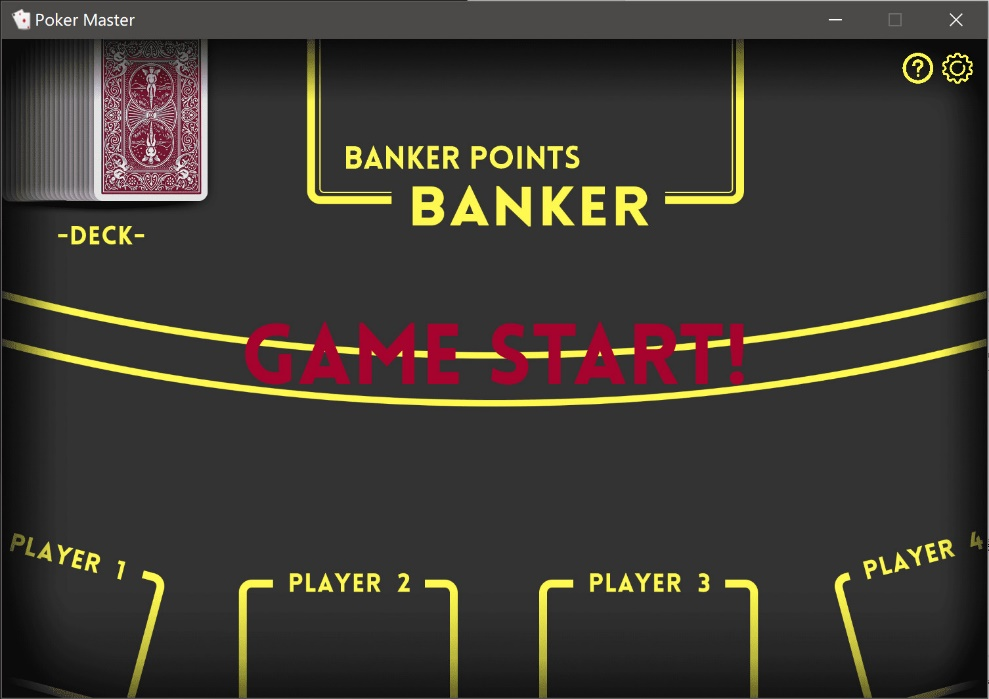 Poker Master
?
BANKER POINTS
BANKER
-DECK-
GAME START!
PLAYER 1
PLAYER 2
PLAYER 3
PLAYER 4